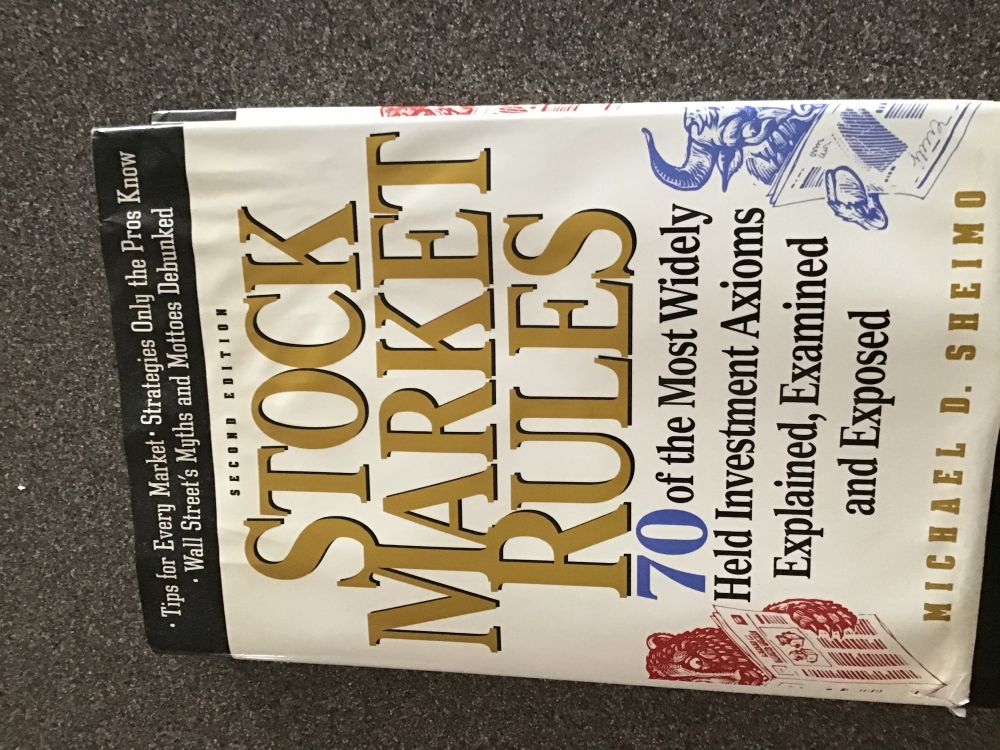 · Tips for Every Market · Strategies Only the Pros Know
· Wall Street's Myths and Mottoes Debunked
SECOND EDITION
STOCK
MARKET
RULES
70 of the Most Widely
Held Investment Axioms
Explained, Examined
and Exposed
MICHAEL D. SHEIMO